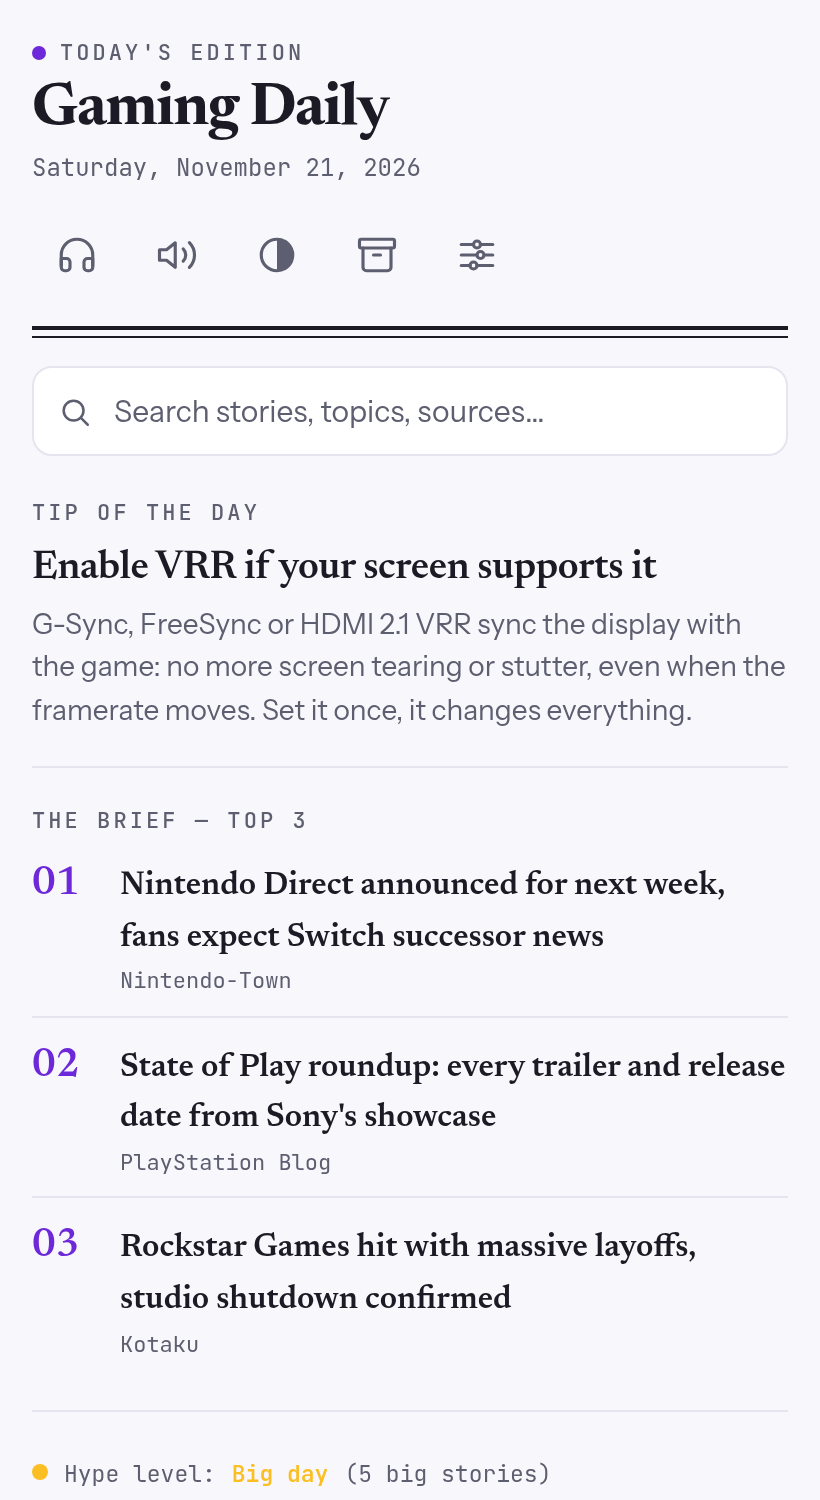 TODAY'S EDITION
Gaming Daily
Saturday, November 21, 2026
Search stories, topics, sources...
TIP OF THE DAY
Enable VRR if your screen supports it
G-Sync, FreeSync or HDMI 2.1 VRR sync the display with
the game: no more screen tearing or stutter, even when the
framerate moves. Set it once, it changes everything.
THE BRIEF — TOP 3
01 Nintendo Direct announced for next week,
fans expect Switch successor news
Nintendo-Town
02 State of Play roundup: every trailer and release
date from Sony's showcase
PlayStation Blog
03 Rockstar Games hit with massive layoffs,
studio shutdown confirmed
Kotaku
Hype level: Big day (5 big stories)